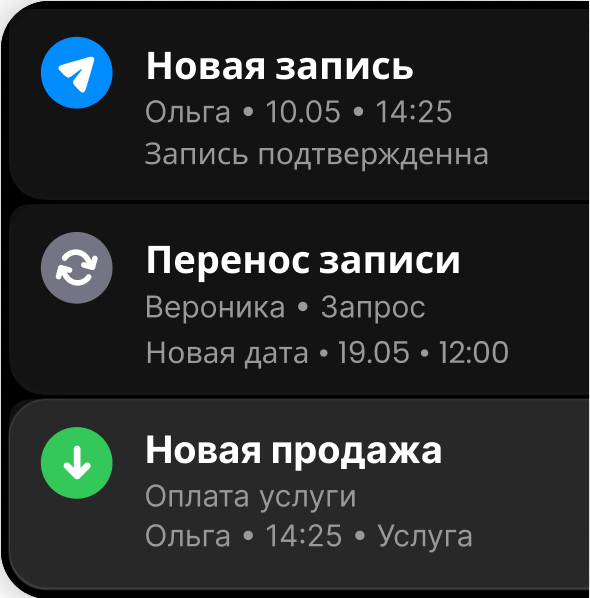 Новая запись
Ольга • 10.05 • 14:25
Запись подтвержденна
Перенос записи
Вероника • Запрос
Новая дата • 19.05 • 12:00
Новая продажа
Оплата услуги
Ольга • 14:25 • Услуга